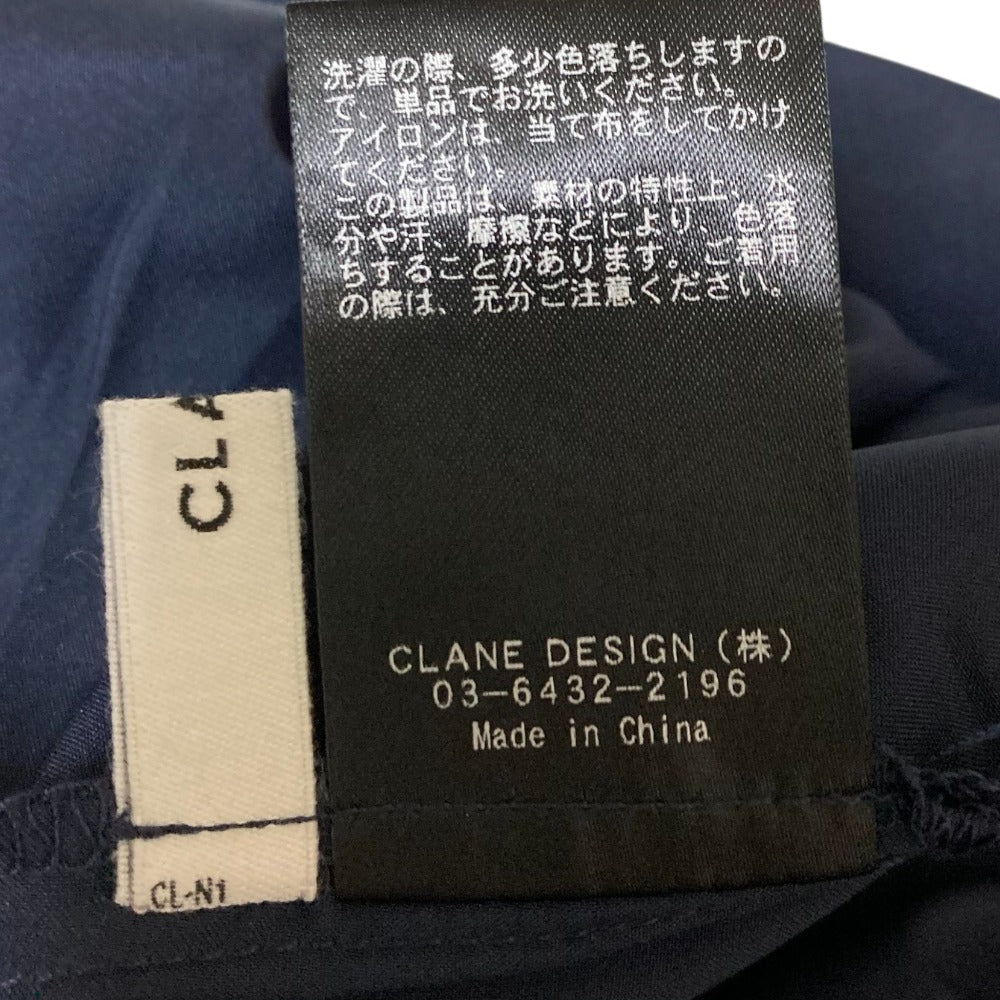 洗濯の際、多少色落ちしますの
で、単品でお洗いください。
アイロンは、当て布をしてかけ
てください。
この製品は、素材の特性上、水
分や汗、摩擦などにより、色落
ちすることがあります。ご着用
の際は、充分ご注意ください。
CLANE DESIGN (株)
03-6432-2196
Made in China
CLA
CL-N1